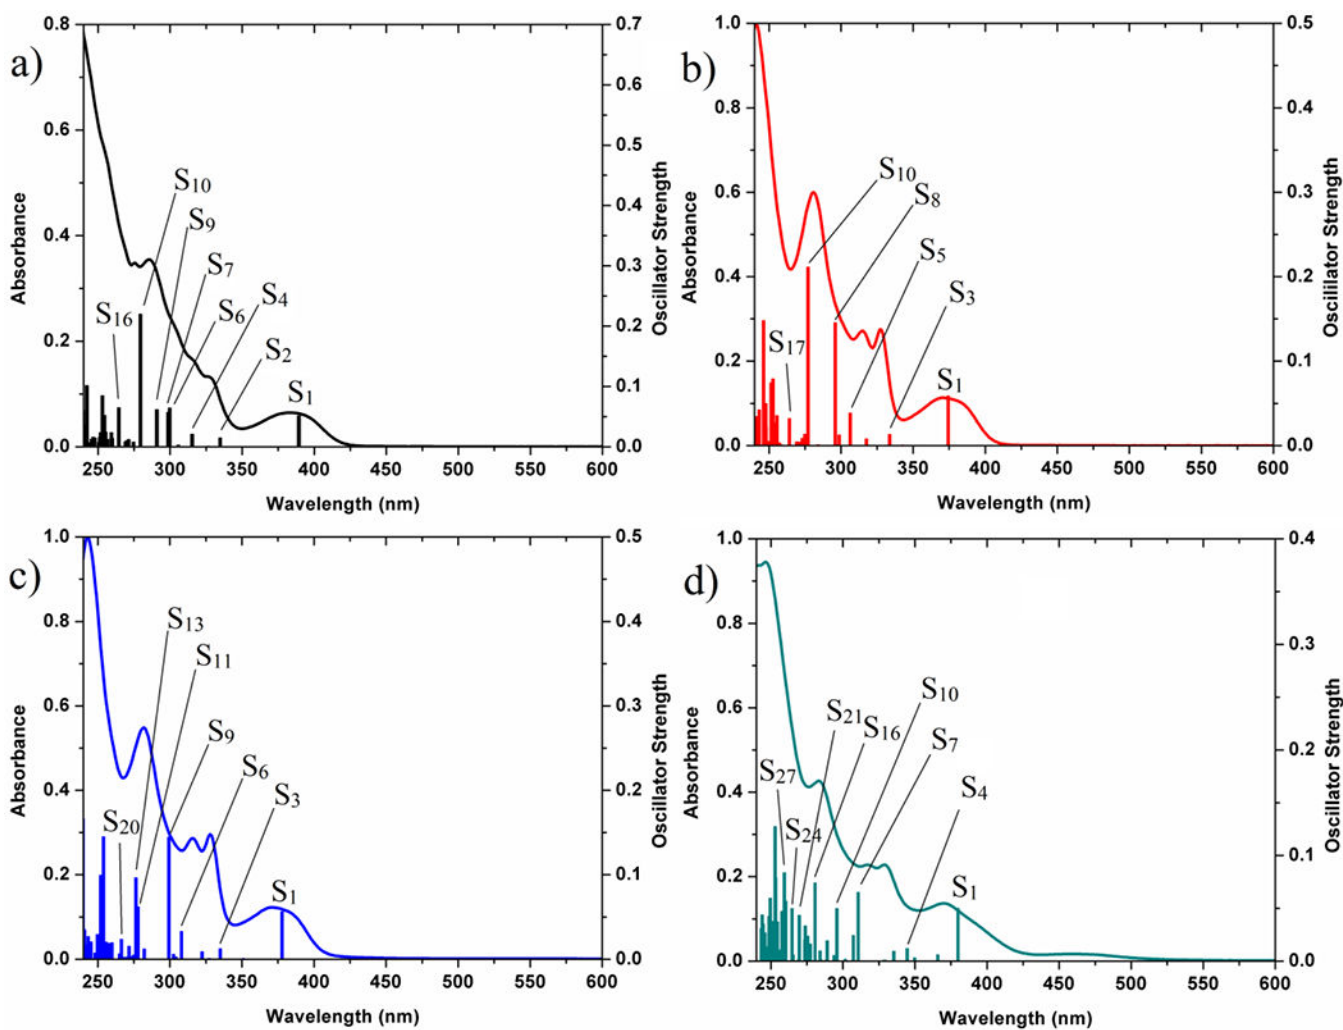 a)
0.8
0.6
0.4
0.2
0.0
Absorbance
0.7
0.6
0.5
0.4
0.3
0.2
0.1
0.0
Oscillator Strength
S10
S9
S7
S4
S16
S6
S2
S1
250 300 350 400 450 500 550 600
Wavelength (nm)
b)
1.0
0.8
0.6
0.4
0.2
0.0
Absorbance
0.5
0.4
0.3
0.2
0.1
0.0
Oscililator Strength
S10
S8
S5
S3
S17
S1
250 300 350 400 450 500 550 600
Wavelength (nm)
c)
1.0
0.8
0.6
0.4
0.2
0.0
Absorbance
0.5
0.4
0.3
0.2
0.1
0.0
Oscillator Strength
S13
S11
S9
S6
S3
S20
S1
250 300 350 400 450 500 550 600
Wavelength (nm)
d)
1.0
0.8
0.6
0.4
0.2
0.0
Absorbance
0.4
0.3
0.2
0.1
0.0
Oscillator Strength
S10
S21
S16
S7
S27
S4
S24
S1
250 300 350 400 450 500 550 600
Wavelength (nm)